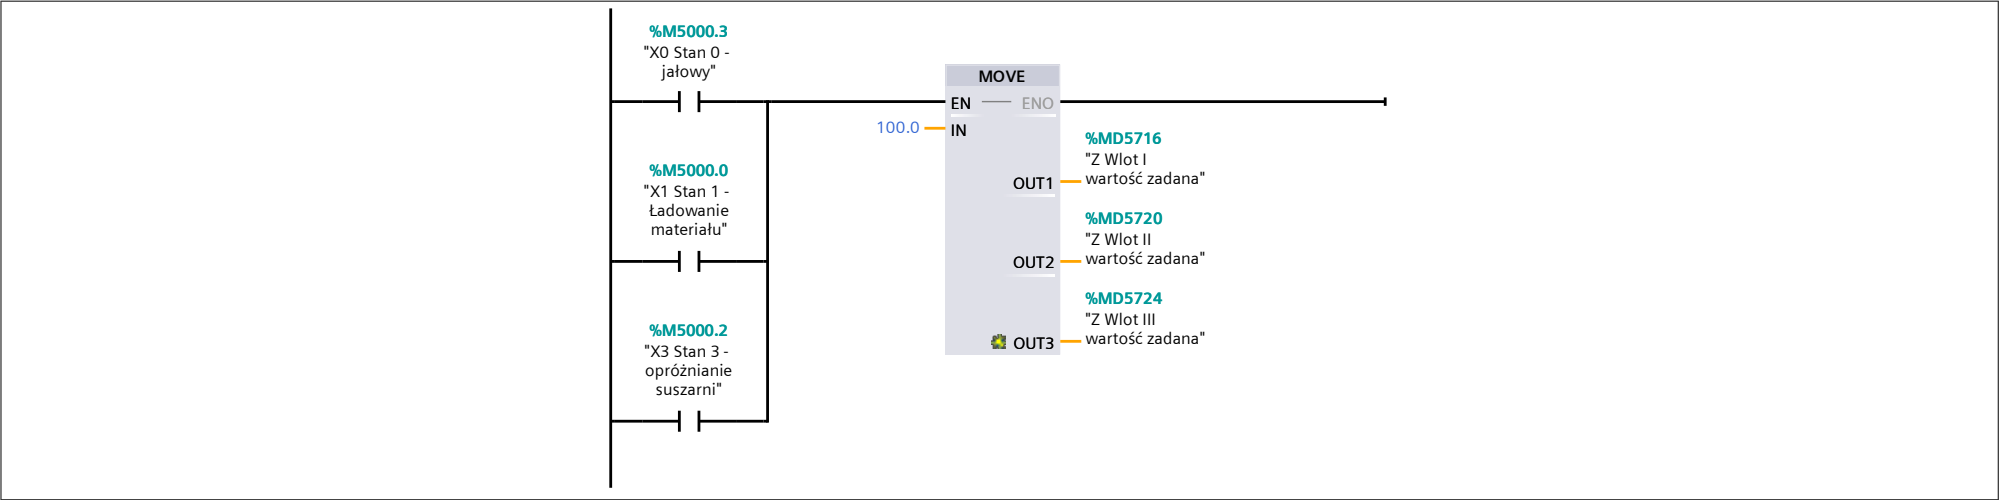 %M5000.3
"X0 Stan 0 -
jałowy"
MOVE
EN
ENO
100.0
IN
%MD5716
"Z Wlot I
wartość zadana"
OUT1
%M5000.0
"X1 Stan 1 -
Ładowanie
materiału"
%MD5720
"Z Wlot II
wartość zadana"
OUT2
%MD5724
"Z Wlot III
wartość zadana"
OUT3
%M5000.2
"X3 Stan 3 -
opróżnianie
suszarni"